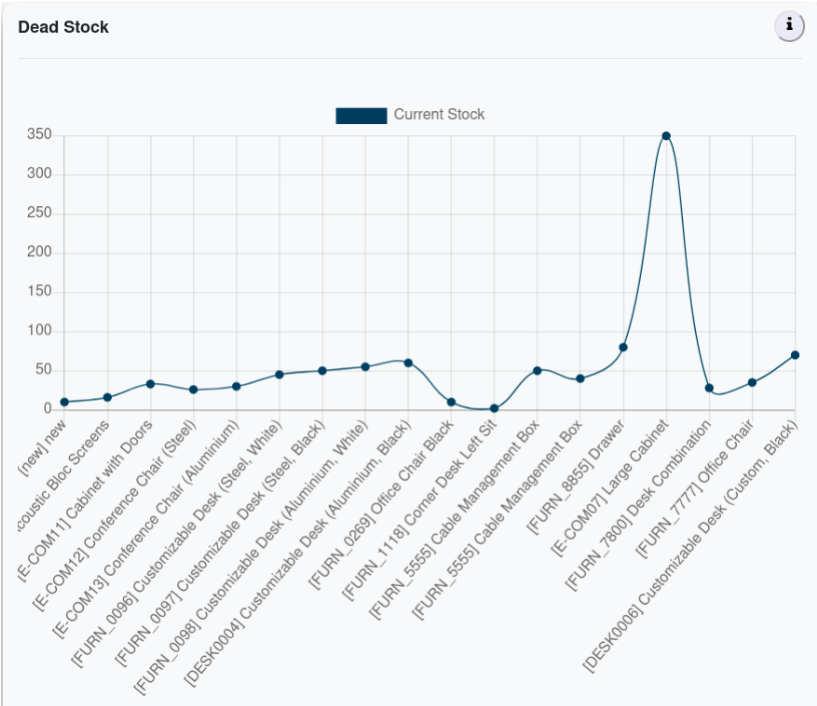 Dead Stock
i
Current Stock
350
300
250
200
150
100
50
0
[new] new
coustic Bloc Screens
[E-COM11] Cabinet with Doors
[E-COM12] Conference Chair (Steel)
[E-COM13] Conference Chair (Aluminium)
[FURN_0096] Customizable Desk (Steel, White)
[FURN_0097] Customizable Desk (Steel, Black)
[FURN_0098] Customizable Desk (Aluminium, White)
[DESK0004] Customizable Desk (Aluminium, Black)
[FURN_0269] Office Chair Black
[FURN_1118] Corner Desk Left Sit
[FURN_5555] Cable Management Box
[FURN_5555] Cable Management Box
[FURN_8855] Drawer
[E-COM07] Large Cabinet
[FURN_7800] Desk Combination
[FURN_7777] Office Chair
[DESK0006] Customizable Desk (Custom, Black)